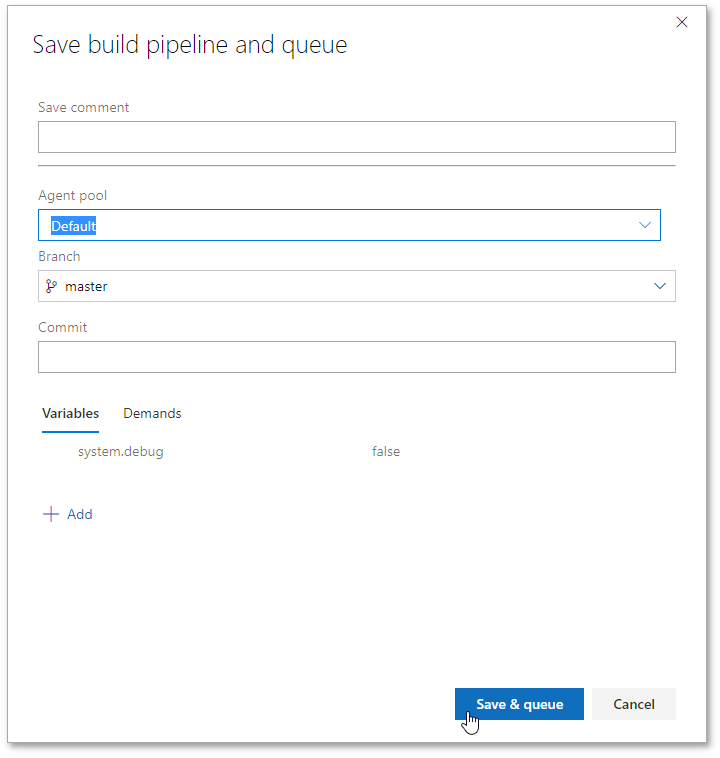 Save build pipeline and queue
Save comment
Agent pool
Default
Branch
master
Commit
Variables Demands
system.debug false
Add
Save & queue Cancel